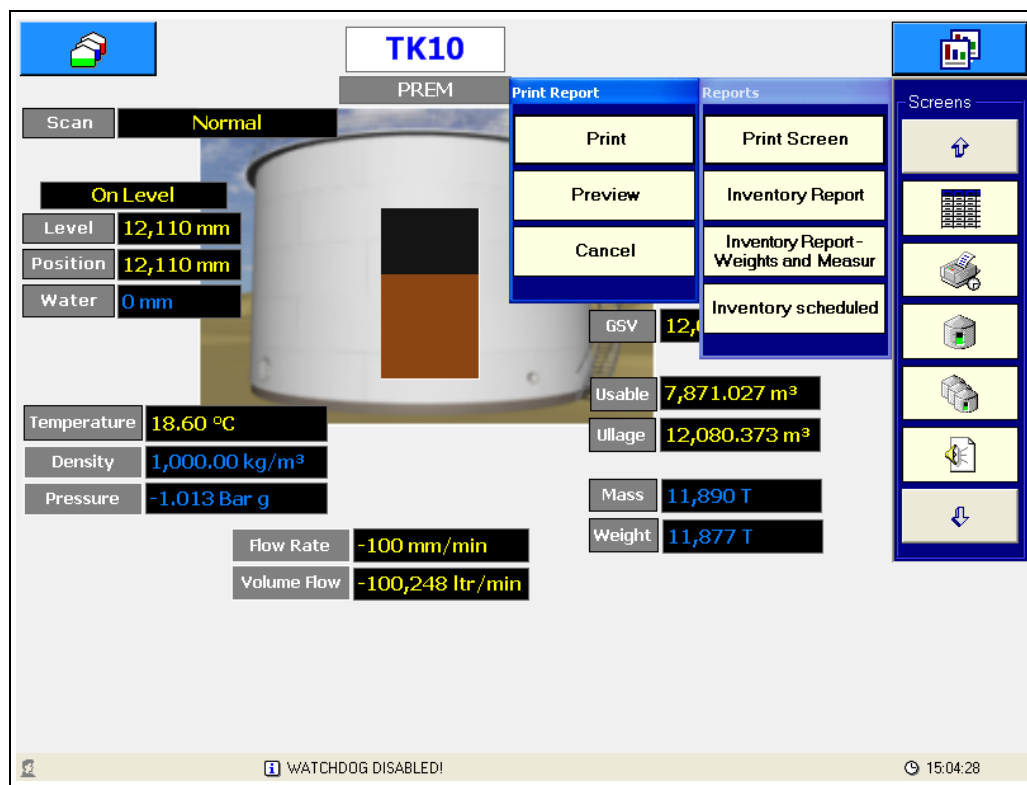 TK10
PREM
Print Report
Reports
Screens
Scan
Normal
Print
Print Screen
On Level
Preview
Inventory Report
Level
12,110 mm
Cancel
Inventory Report-
Weights and Measur
Position
12,110 mm
Water
0 mm
Inventory scheduled
GSV
Usable
7,871.027 m³
Temperature
18.60 ºC
Ullage
12,080.373 m³
Density
1,000.00 kg/m³
Pressure
-1.013 Bar g
Mass
11,890 T
Weight
11,877 T
Flow Rate
-100 mm/min
Volume Flow
-100,248 ltr/min
WATCHDOG DISABLED!
15:04:28